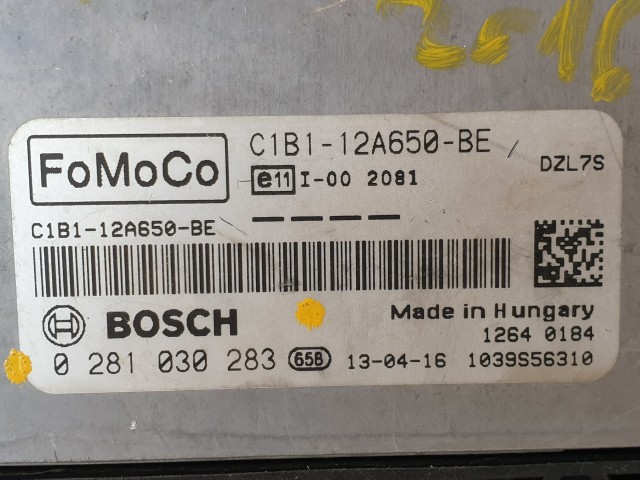 FoMoCo
C1B1-12A650-BE
DZL7S
e11 I-00 2081
C1B1-12A650-BE
BOSCH
Made in Hungary
1264 0184
0 281 030 283 65B 13-04-16 1039S56310